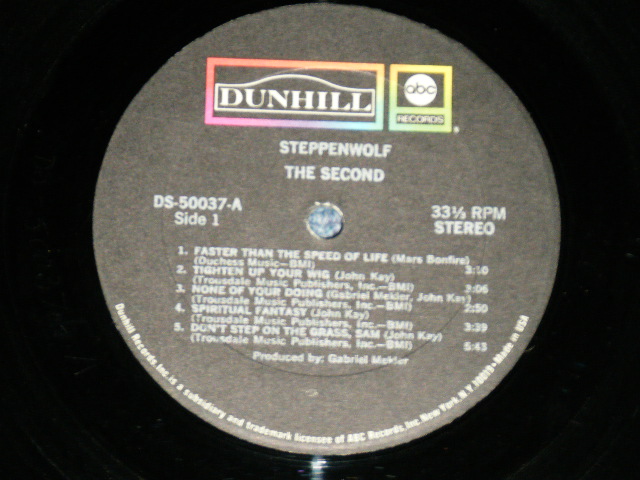 DUNHILL
abc
RECORDS
STEPPENWOLF
THE SECOND
DS-50037-A
Side 1
33⅓ RPM
STEREO
1. FASTER THAN THE SPEED OF LIFE (Mars Bonfire)
(Duchess Music—BMI) 3:10
2. TIGHTEN UP YOUR WIG (John Kay)
(Trousdale Music Publishers, Inc.—BMI) 3:06
3. NONE OF YOUR DOING (Gabriel Mekler, John Kay)
(Trousdale Music Publishers, Inc.—BMI) 2:50
4. SPIRITUAL FANTASY (John Kay)
(Trousdale Music Publishers, Inc.—BMI) 3:39
5. DON'T STEP ON THE GRASS, SAM (John Kay)
(Trousdale Music Publishers, Inc.—BMI) 5:43
Produced by: Gabriel Mekler
Dunhill Records, Inc. is a subsidiary and trademark licensee of ABC Records, Inc. New York, N.Y. 10019 • Made in USA